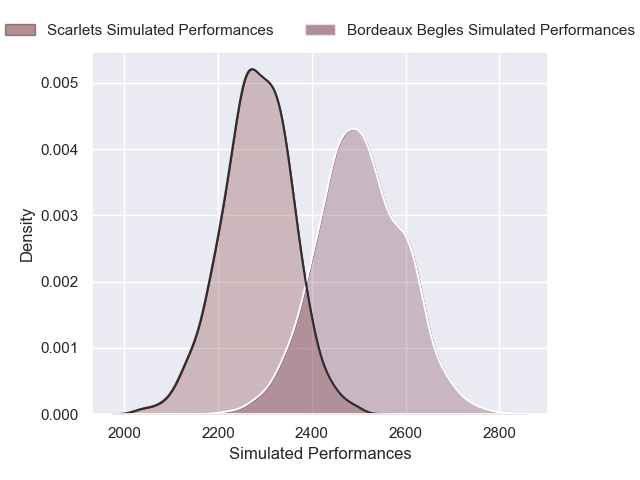 Scarlets Simulated Performances
Bordeaux Begles Simulated Performances
Density
0.005
0.004
0.003
0.002
0.001
0.000
2000
2200
2400
2600
2800
Simulated Performances